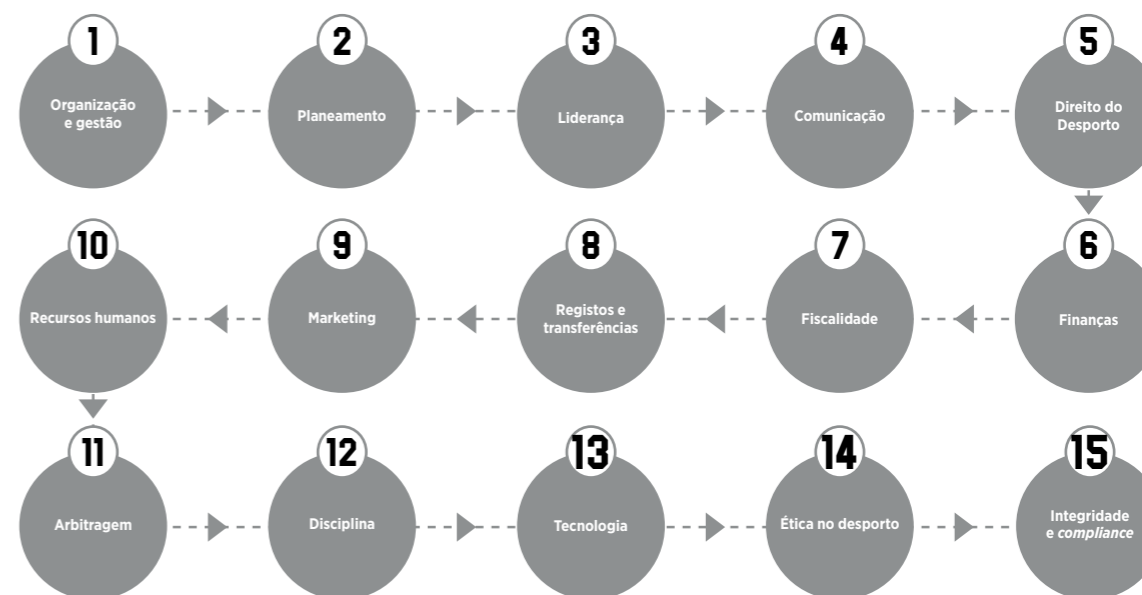 1
Organização
e gestão
2
Planeamento
3
Liderança
4
Comunicação
5
Direito do
Desporto
6
Finanças
7
Fiscalidade
8
Registos e
transferências
9
Marketing
10
Recursos humanos
11
Arbitragem
12
Disciplina
13
Tecnologia
14
Ética no desporto
15
Integridade
e compliance